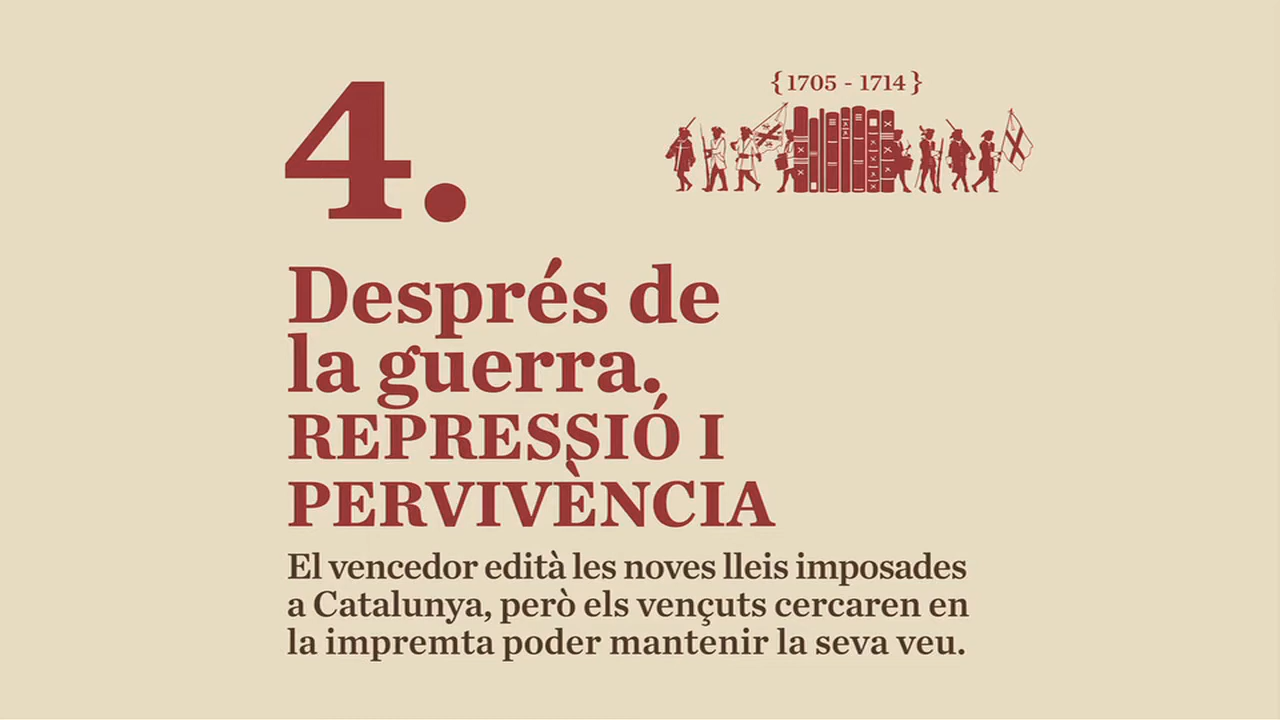 4.
{1705 - 1714}
Després de
la guerra.
REPRESSIÓ I
PERVIVÈNCIA
El vencedor edità les noves lleis imposades
a Catalunya, però els vençuts cercaren en
la impremta poder mantenir la seva veu.